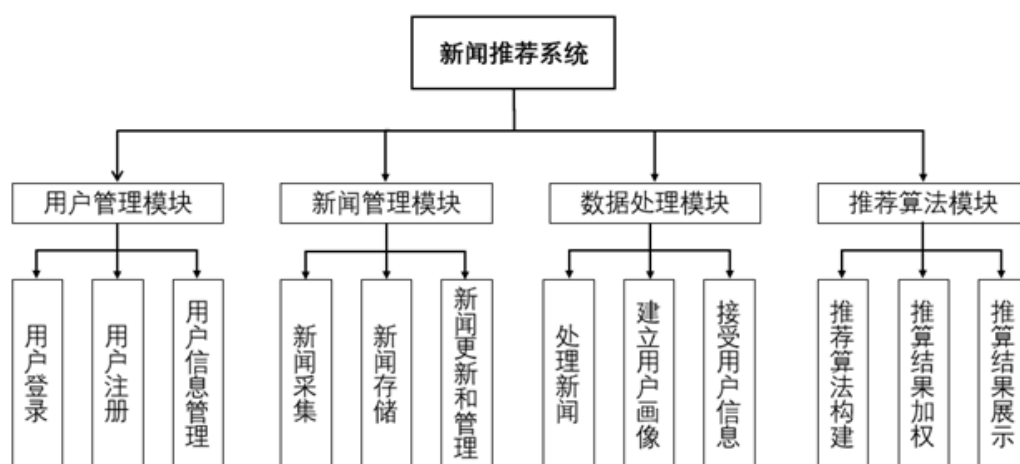 新闻推荐系统
用户管理模块
新闻管理模块
数据处理模块
推荐算法模块
用户登录
用户注册
用户信息管理
新闻采集
新闻存储
新闻更新和管理
处理新闻
建立用户画像
接受用户信息
推荐算法构建
推算结果加权
推算结果展示